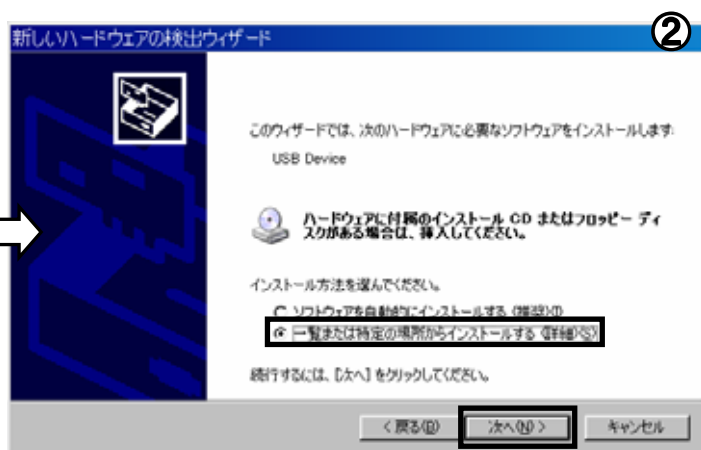 ②
新しいハードウェアの検出ウィザード
このウィザードでは、次のハードウェアに必要なソフトウェアをインストールします:
USB Device
ハードウェアに付属のインストール CD またはフロッピー ディ
スクがある場合は、挿入してください。
インストール方法を選んでください。
ソフトウェアを自動的にインストールする (推奨)(I)
一覧または特定の場所からインストールする (詳細)(S)
続行するには、[次へ] をクリックしてください。
< 戻る(B) 次へ(N) > キャンセル